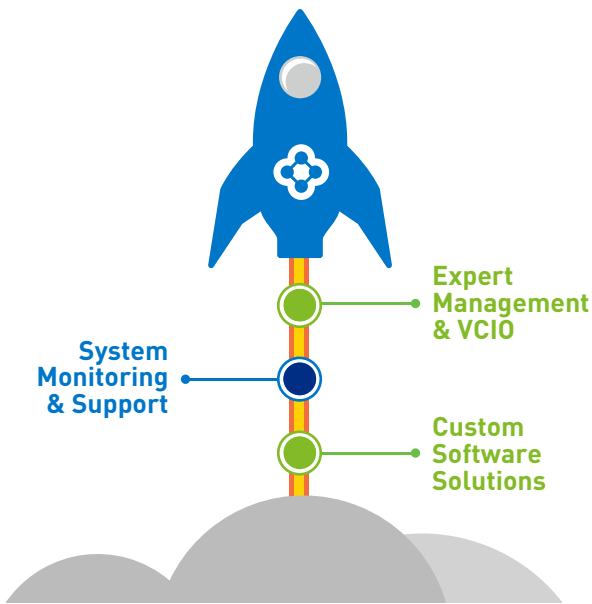 Expert
Management
& VCIO
System
Monitoring
& Support
Custom
Software
Solutions